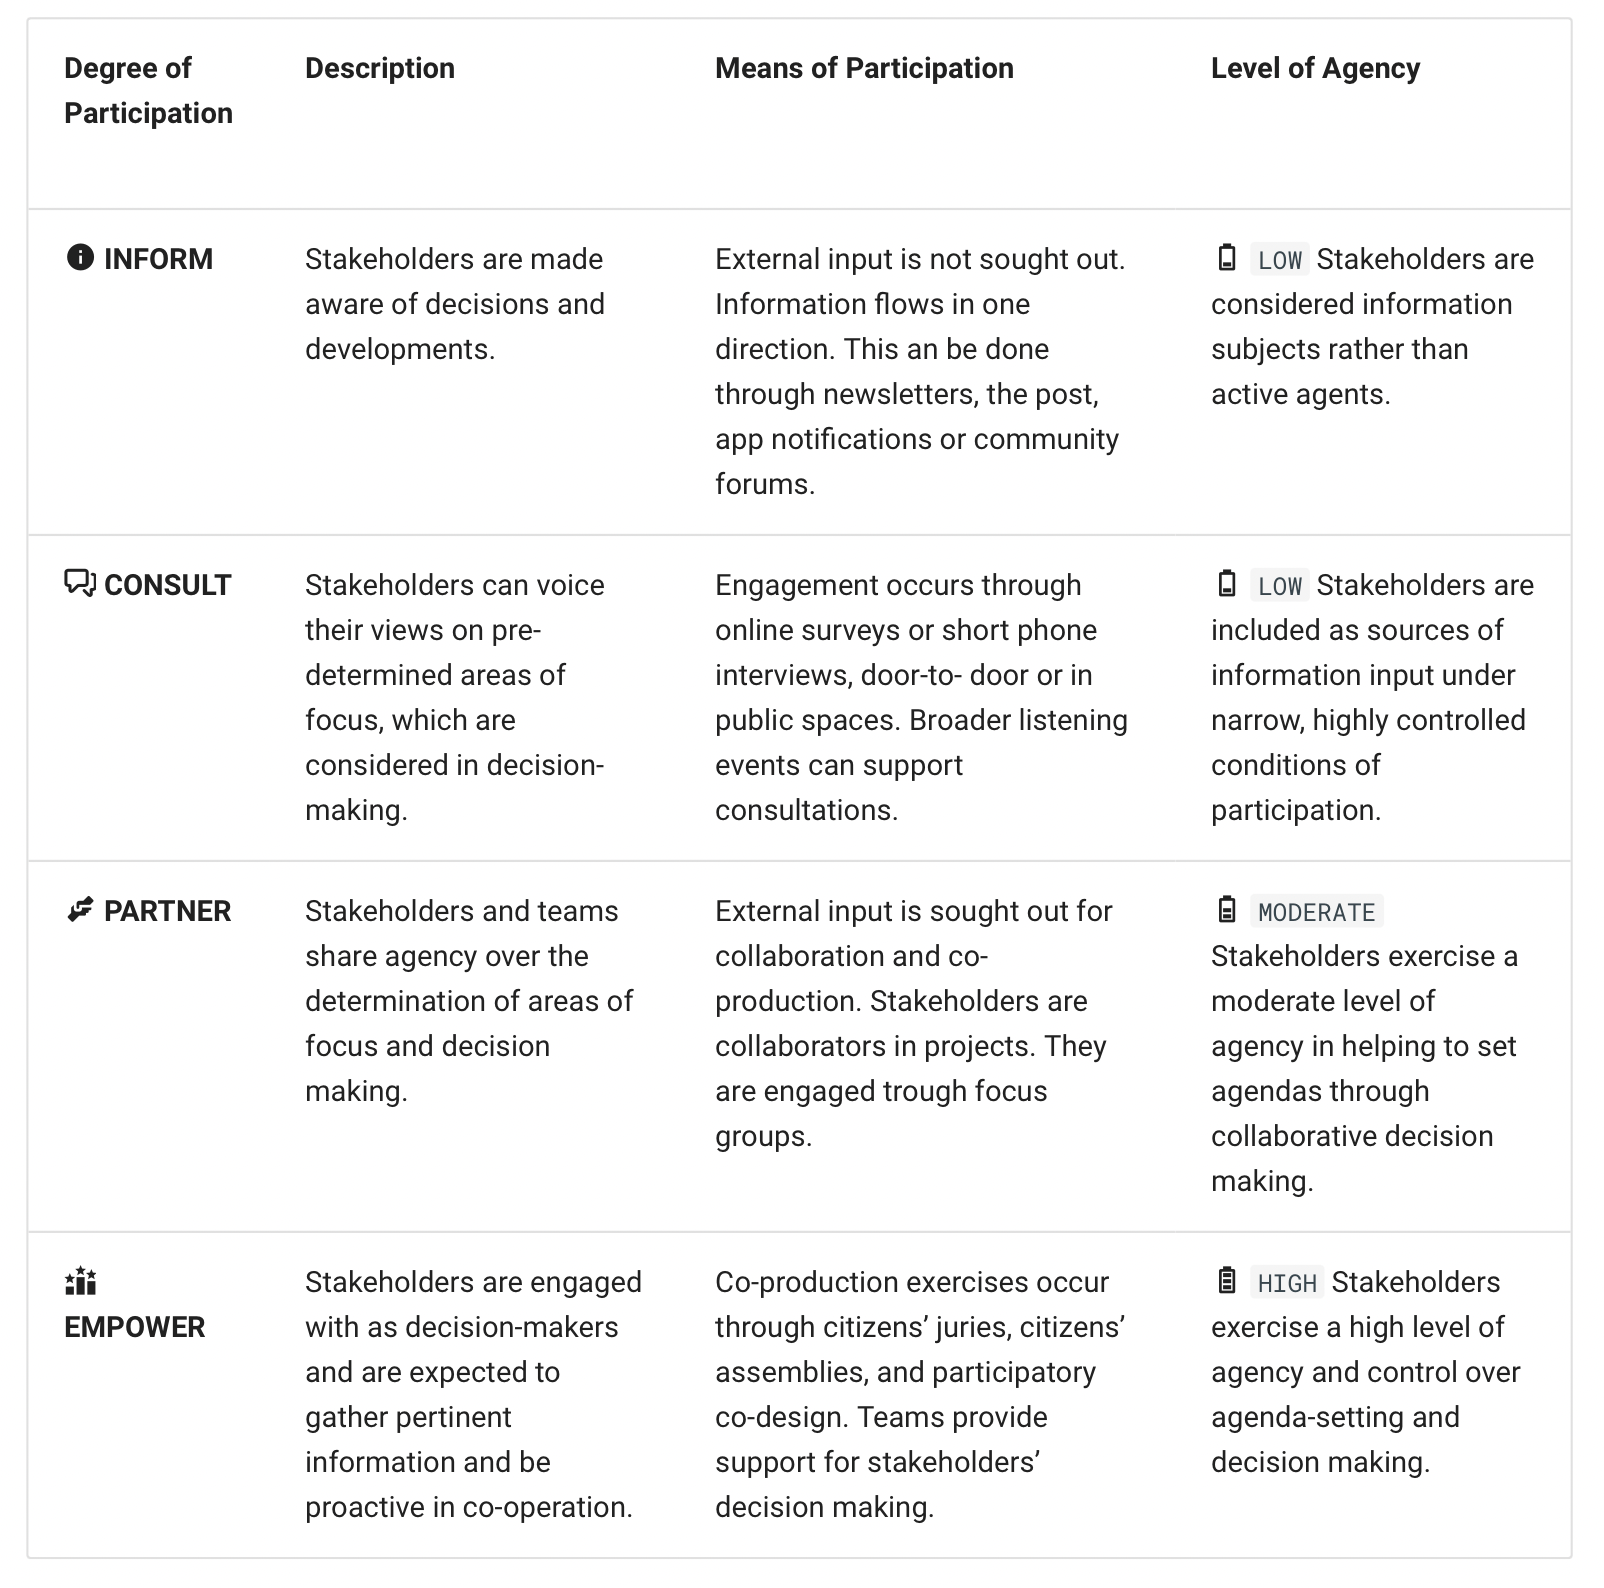 Degree of
Participation
Description
Means of Participation
Level of Agency
INFORM
Stakeholders are made
aware of decisions and
developments.
External input is not sought out.
Information flows in one
direction. This an be done
through newsletters, the post,
app notifications or community
forums.
LOW Stakeholders are
considered information
subjects rather than
active agents.
CONSULT
Stakeholders can voice
their views on pre-
determined areas of
focus, which are
considered in decision-
making.
Engagement occurs through
online surveys or short phone
interviews, door-to- door or in
public spaces. Broader listening
events can support
consultations.
LOW Stakeholders are
included as sources of
information input under
narrow, highly controlled
conditions of
participation.
PARTNER
Stakeholders and teams
share agency over the
determination of areas of
focus and decision
making.
External input is sought out for
collaboration and co-
production. Stakeholders are
collaborators in projects. They
are engaged trough focus
groups.
MODERATE
Stakeholders exercise a
moderate level of
agency in helping to set
agendas through
collaborative decision
making.
EMPOWER
Stakeholders are engaged
with as decision-makers
and are expected to
gather pertinent
information and be
proactive in co-operation.
Co-production exercises occur
through citizens’ juries, citizens’
assemblies, and participatory
co-design. Teams provide
support for stakeholders’
decision making.
HIGH Stakeholders
exercise a high level of
agency and control over
agenda-setting and
decision making.